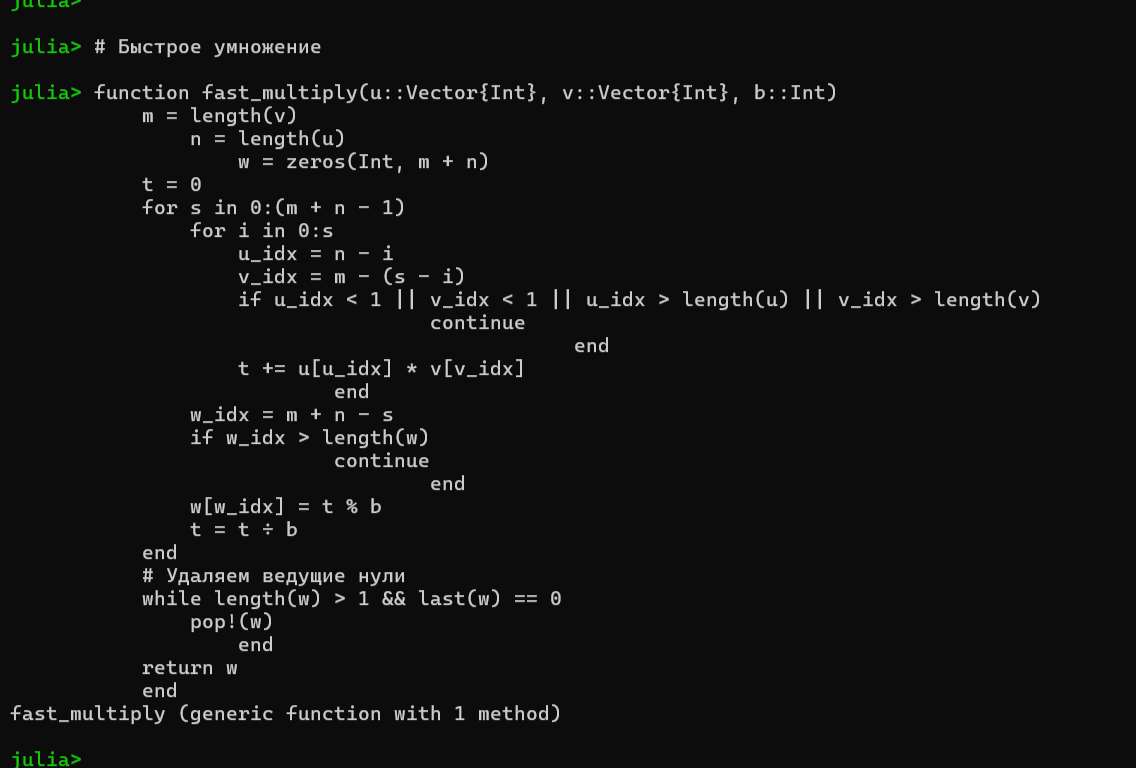 julia>
julia> # Быстрое умножение
julia> function fast_multiply(u::Vector{Int}, v::Vector{Int}, b::Int)
m = length(v)
n = length(u)
w = zeros(Int, m + n)
t = 0
for s in 0:(m + n - 1)
for i in 0:s
u_idx = n - i
v_idx = m - (s - i)
if u_idx < 1 || v_idx < 1 || u_idx > length(u) || v_idx > length(v)
continue
end
t += u[u_idx] * v[v_idx]
end
w_idx = m + n - s
if w_idx > length(w)
continue
end
w[w_idx] = t % b
t = t ÷ b
end
# Удаляем ведущие нули
while length(w) > 1 && last(w) == 0
pop!(w)
end
return w
end
fast_multiply (generic function with 1 method)
julia>